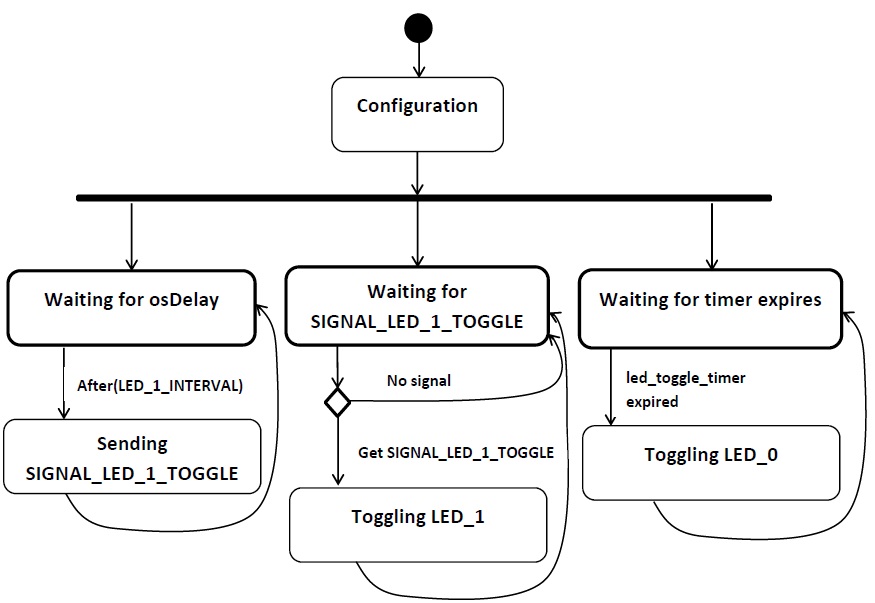 Configuration
Waiting for osDelay
After(LED_1_INTERVAL)
Sending
SIGNAL_LED_1_TOGGLE
Waiting for
SIGNAL_LED_1_TOGGLE
No signal
Get SIGNAL_LED_1_TOGGLE
Toggling LED_1
Waiting for timer expires
led_toggle_timer
expired
Toggling LED_0